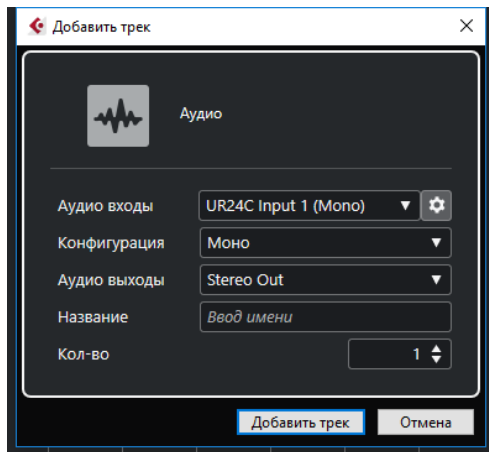 Добавить трек
Аудио
Аудио входы UR24C Input 1 (Mono)
Конфигурация Моно
Аудио выходы Stereo Out
Название Ввод имени
Кол-во 1
Добавить трек Отмена